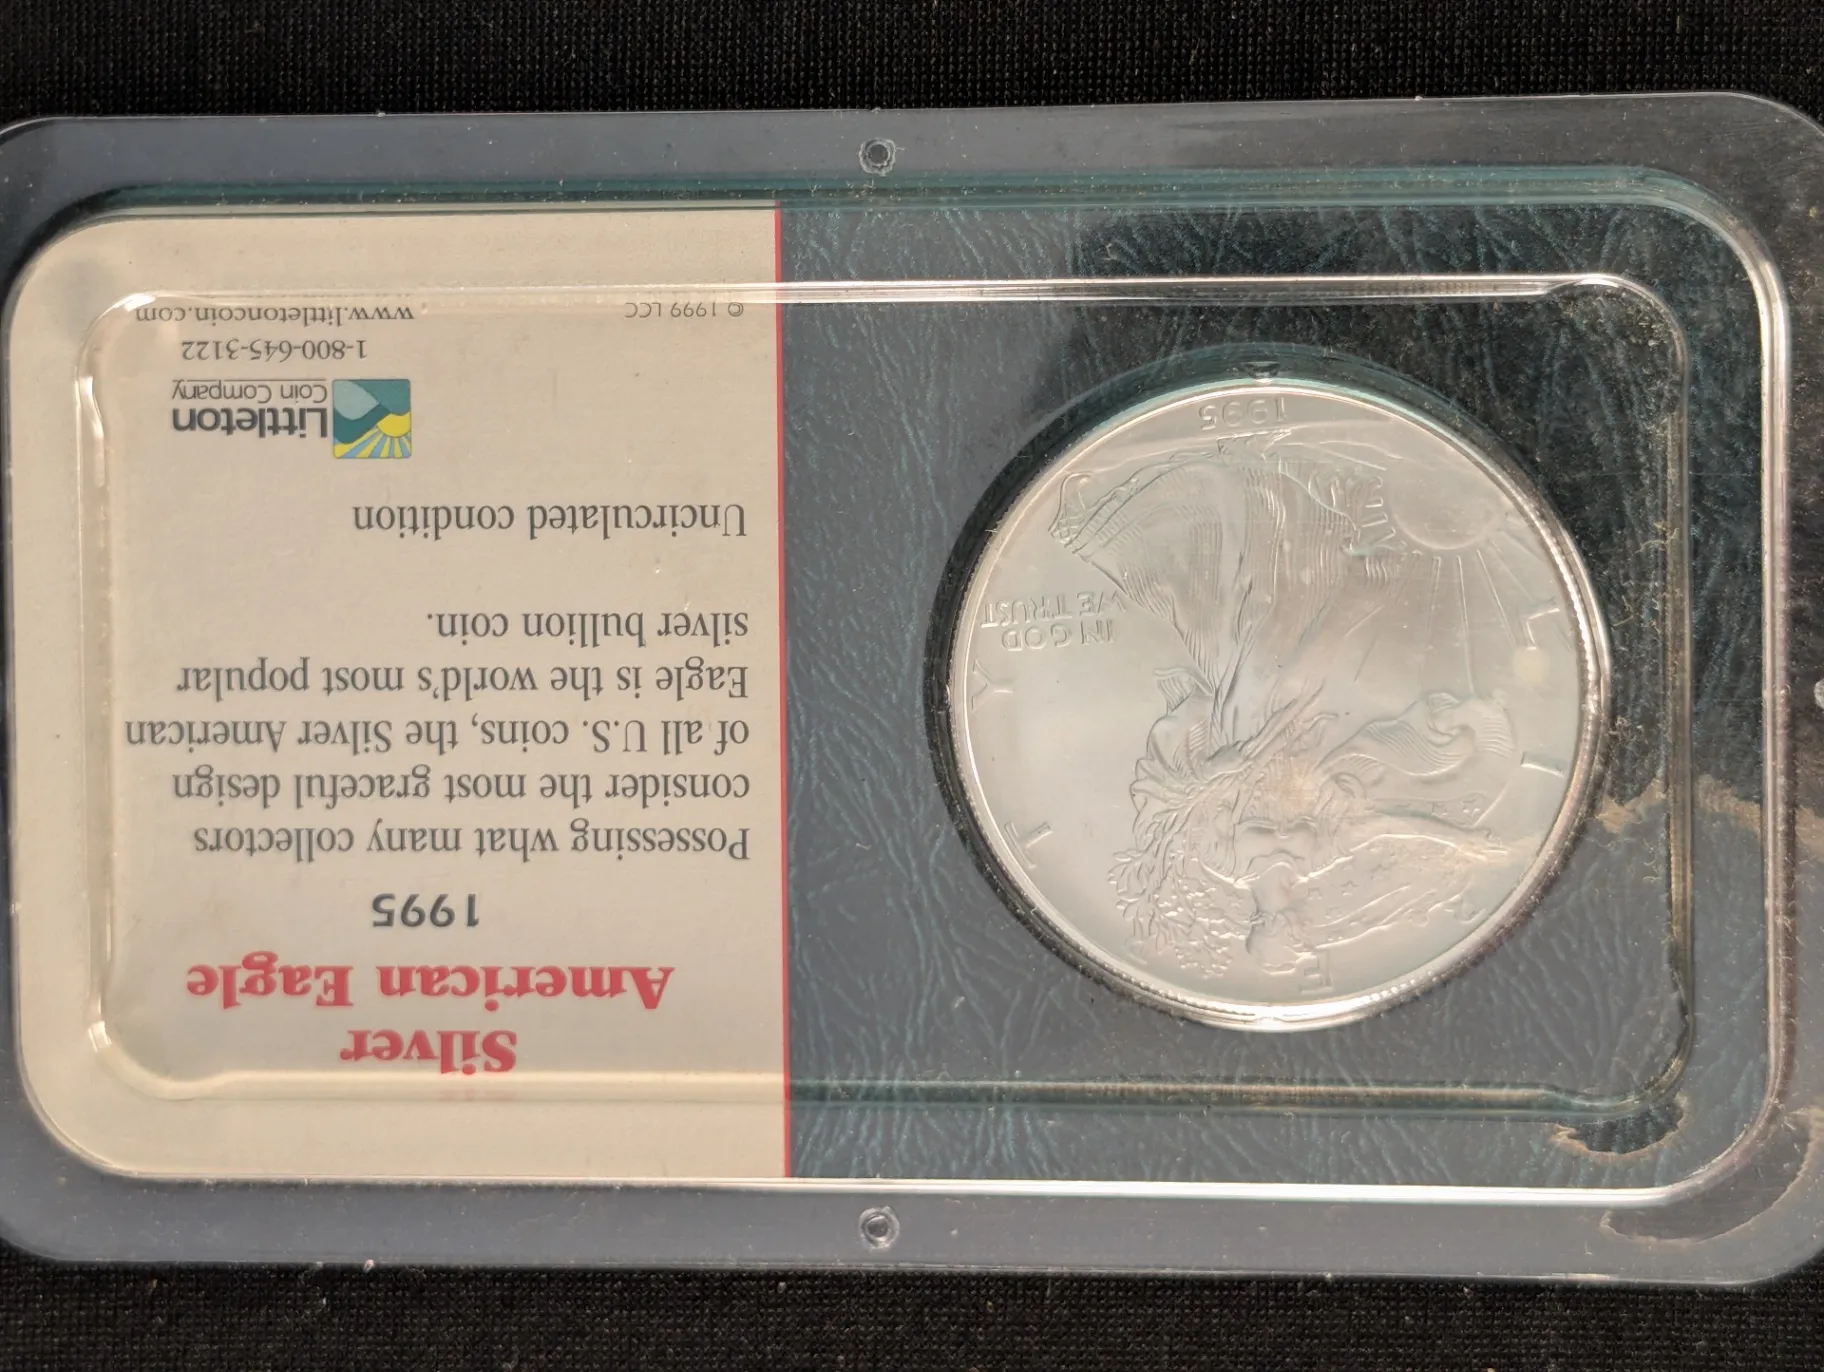 Silver
American Eagle
1995
Possessing what many collectors
consider the most graceful design
of all U.S. coins, the Silver American
Eagle is the world's most popular
silver bullion coin.
Uncirculated condition
Littleton
Coin Company
1-800-645-3122
© 1999 LCC
www.littletoncoin.com
LIBERTY
IN GOD
WE TRUST
1995